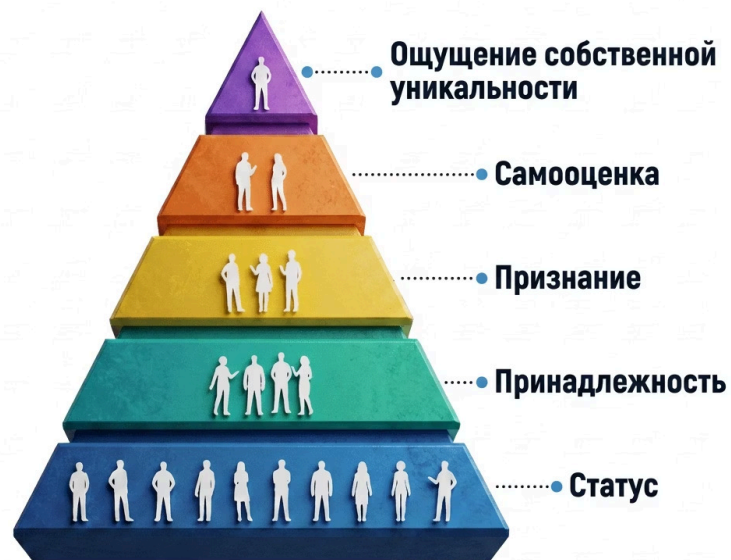 Ощущение собственной
уникальности
Самооценка
Признание
Принадлежность
Статус